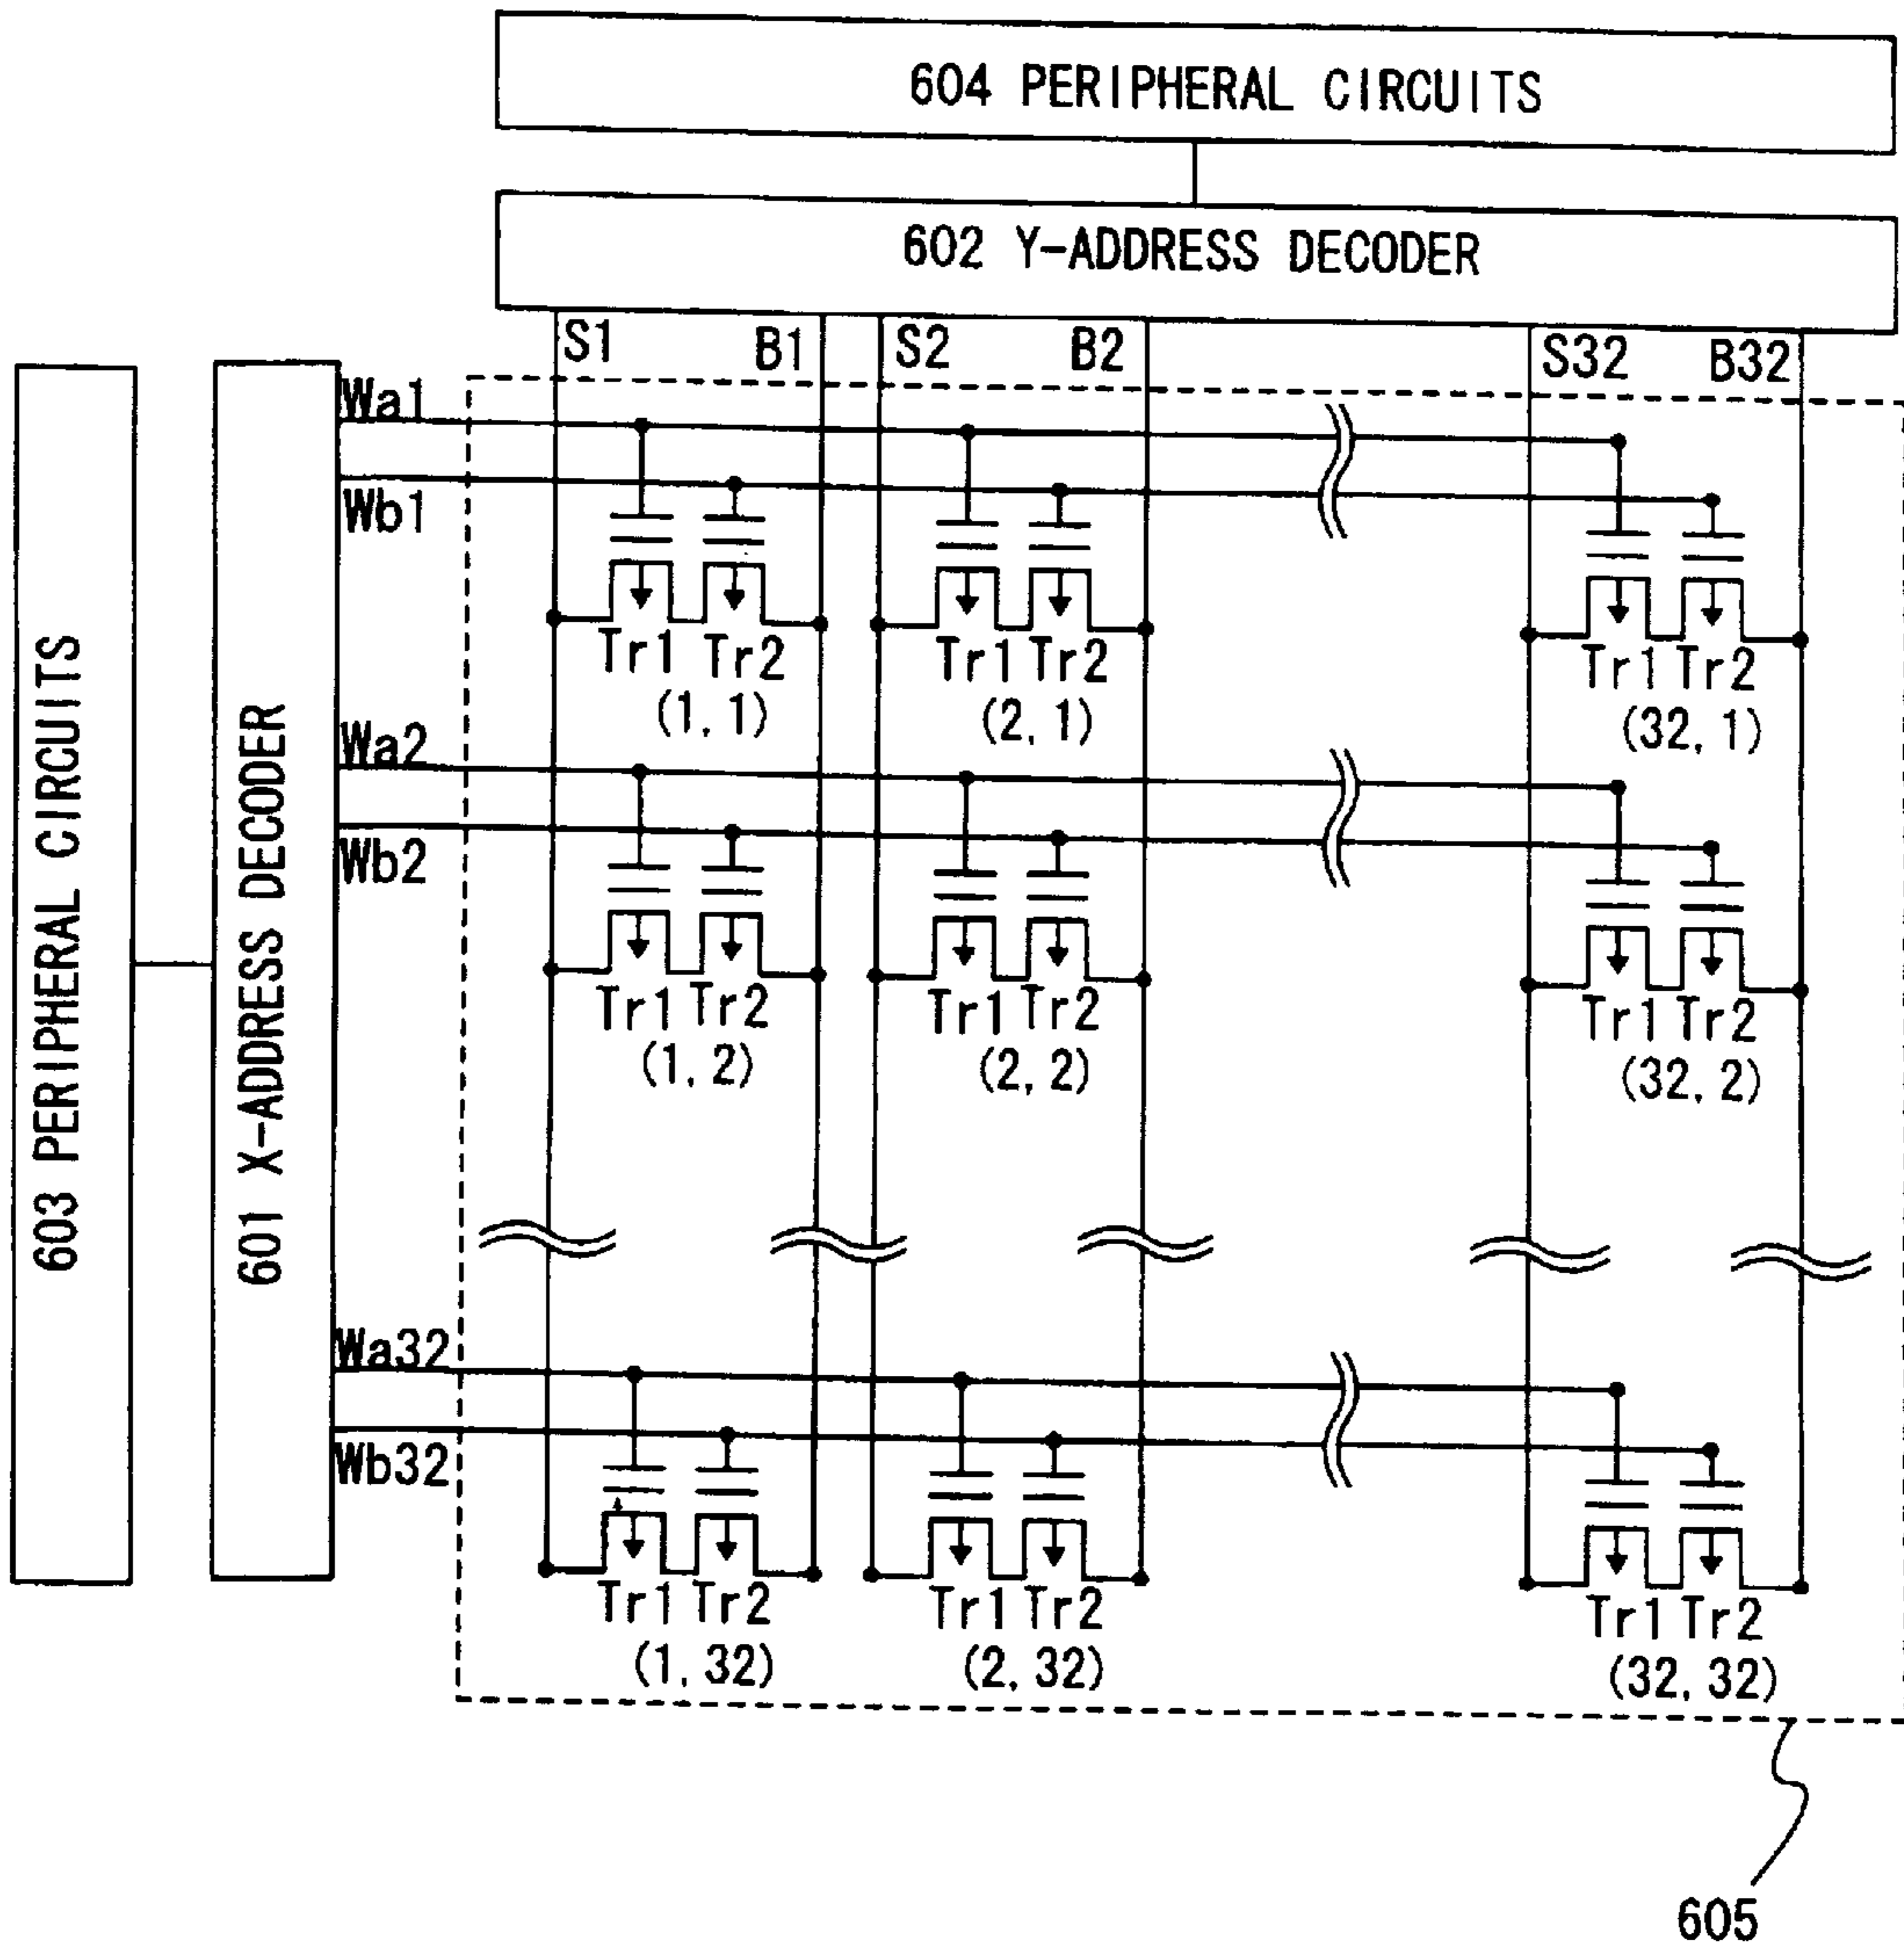 604 PERIPHERAL CIRCUITS
602 Y-ADDRESS DECODER
S1 B1 S2 B2 S32 B32
603 PERIPHERAL CIRCUITS
601 X-ADDRESS DECODER
Wa1
Wb1
Tr1 Tr2 Tr1 Tr2 Tr1 Tr2
(1, 1) (2, 1) (32, 1)
Wa2
Wb2
Tr1 Tr2 Tr1 Tr2 Tr1 Tr2
(1, 2) (2, 2) (32, 2)
Wa32
Wb32
Tr1 Tr2 Tr1 Tr2 Tr1 Tr2
(1, 32) (2, 32) (32, 32)
605